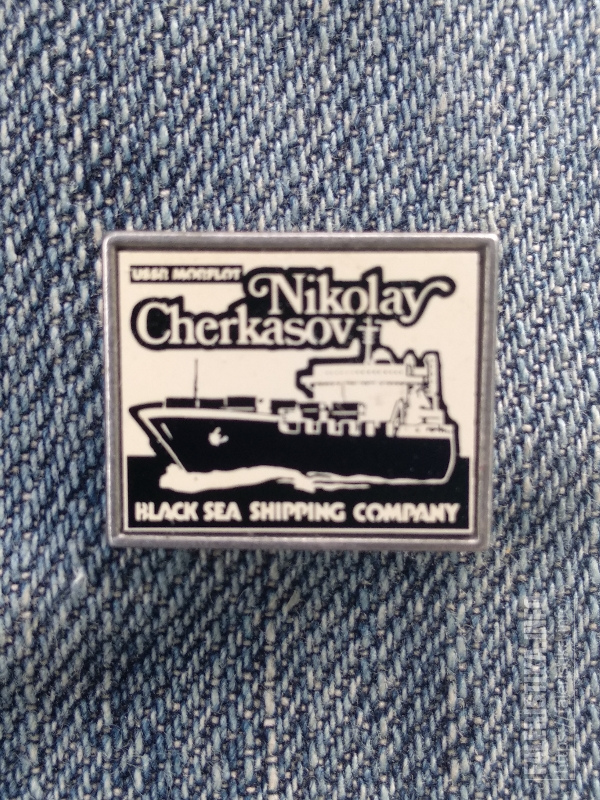 USSR MORFLOT
Nikolay
Cherkasov
BLACK SEA SHIPPING COMPANY